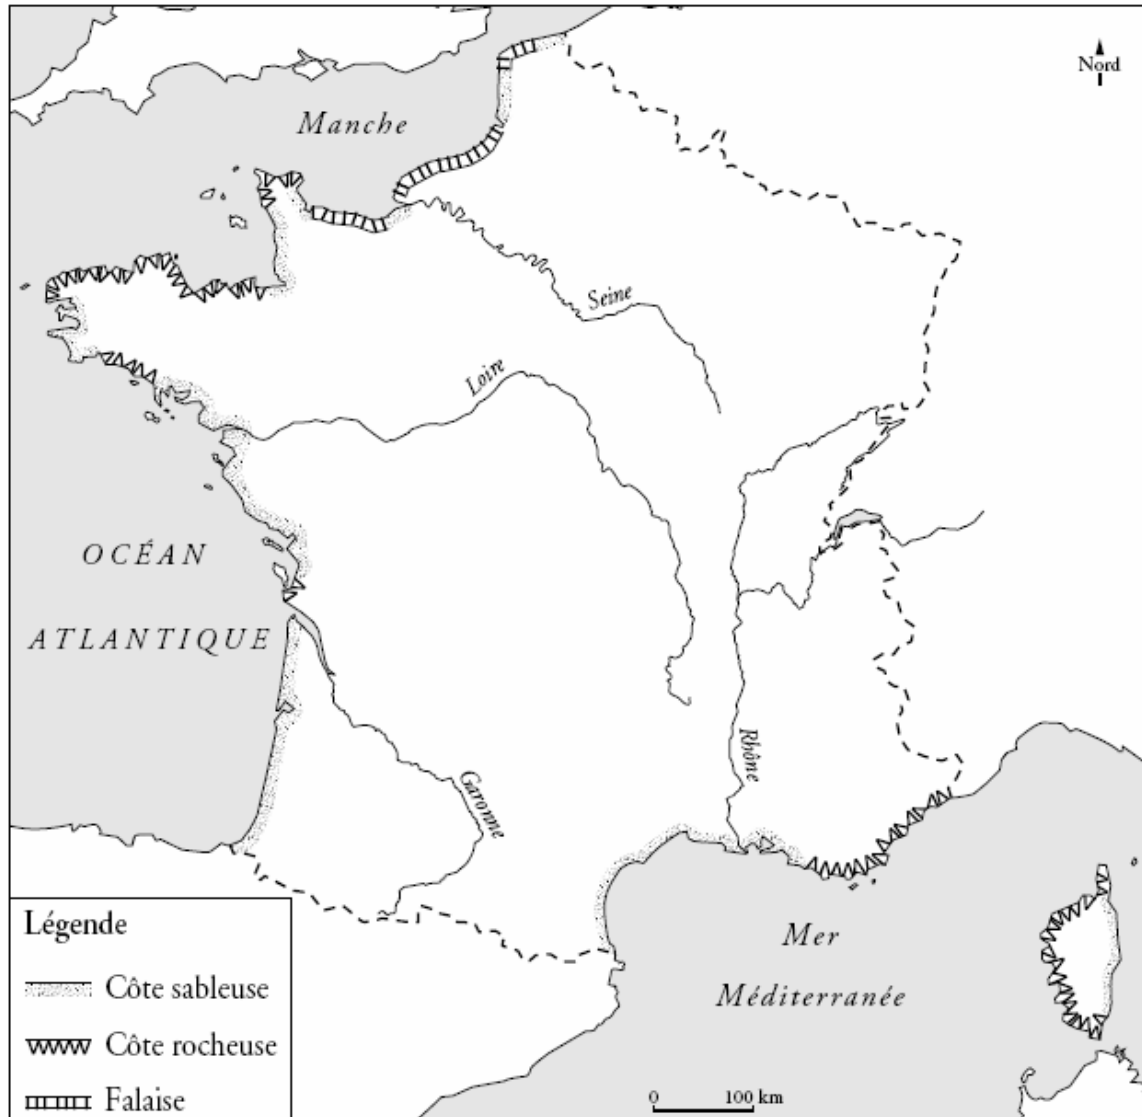 Nord
Manche
Seine
Loire
OCÉAN
ATLANTIQUE
Rhône
Garonne
Mer
Méditerranée
Légende
Côte sableuse
Côte rocheuse
Falaise
0 100 km